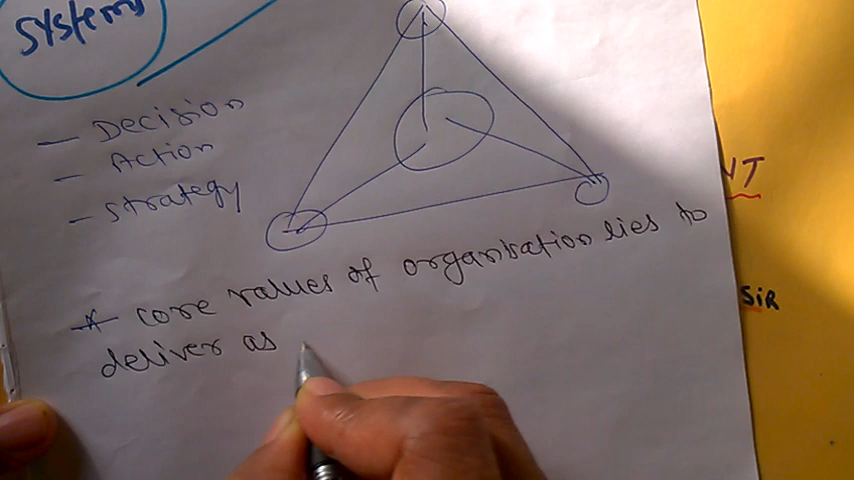 systems
- Decision
- Action
- strategy
* core values of organisation lies to
deliver as
NT
SiR